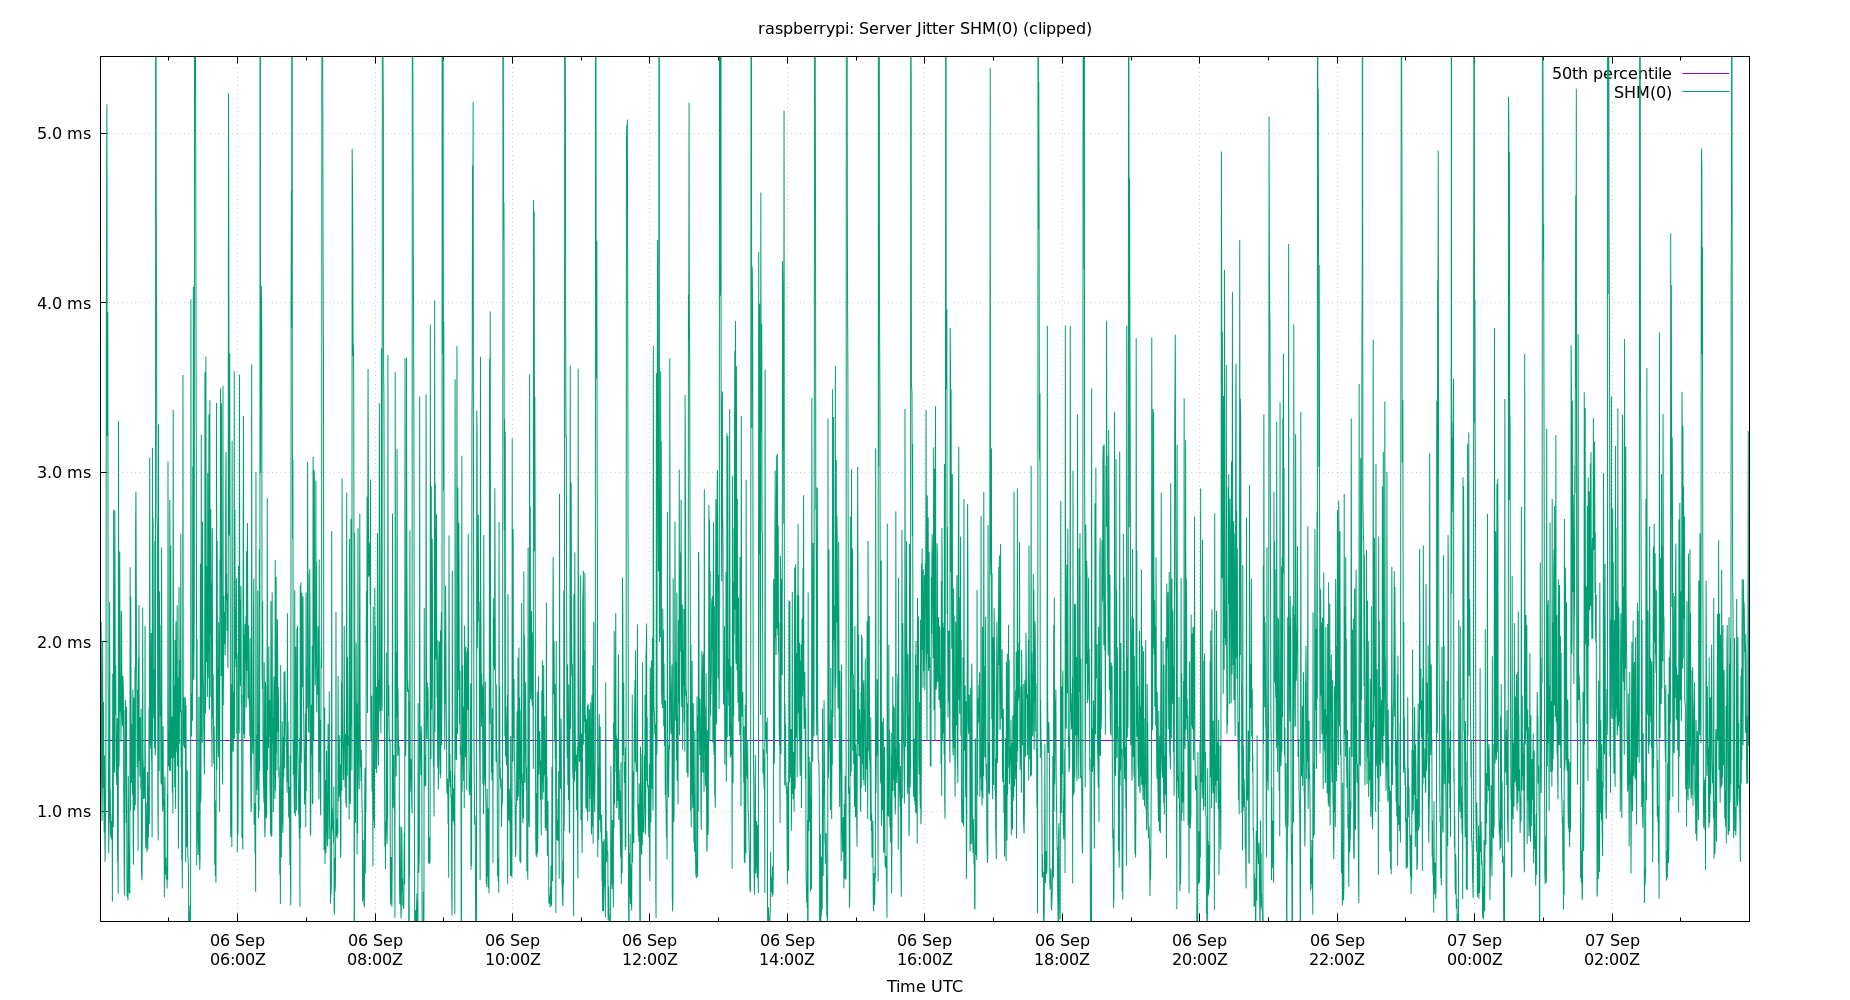 raspberrypi: Server Jitter SHM(0) (clipped)
50th percentile
SHM(0)
5.0 ms
4.0 ms
3.0 ms
2.0 ms
1.0 ms
06 Sep 06 Sep 06 Sep 06 Sep 06 Sep 06 Sep 06 Sep 06 Sep 06 Sep 07 Sep 07 Sep
06:00Z 08:00Z 10:00Z 12:00Z 14:00Z 16:00Z 18:00Z 20:00Z 22:00Z 00:00Z 02:00Z
Time UTC